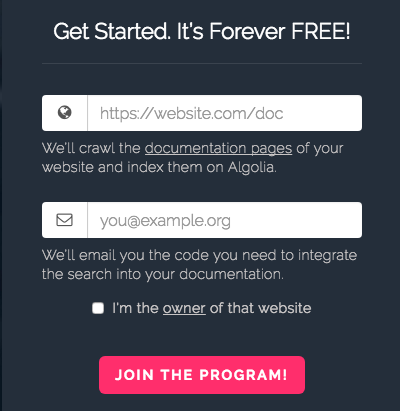 Get Started. It's Forever FREE!
https://website.com/doc
We'll crawl the documentation pages of your
website and index them on Algolia.
you@example.org
We'll email you the code you need to integrate
the search into your documentation.
I'm the owner of that website
JOIN THE PROGRAM!